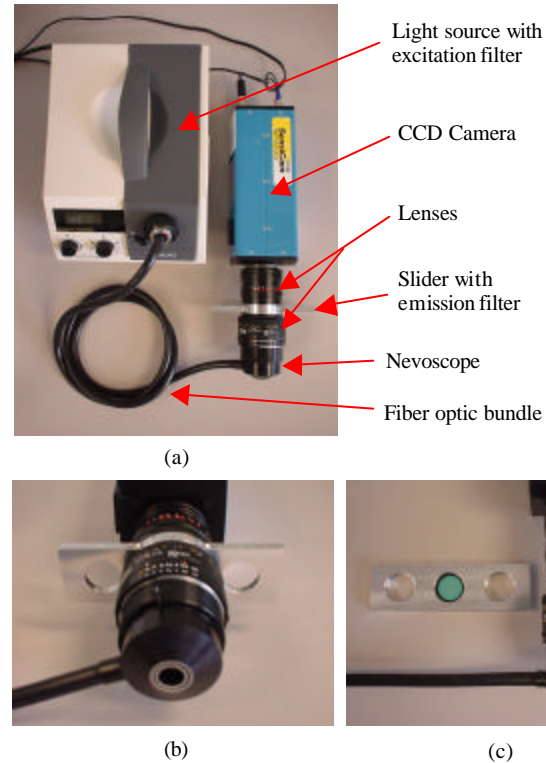 Light source with
excitation filter
CCD Camera
Lenses
Slider with
emission filter
Nevoscope
Fiber optic bundle
(a)
(b)
(c)